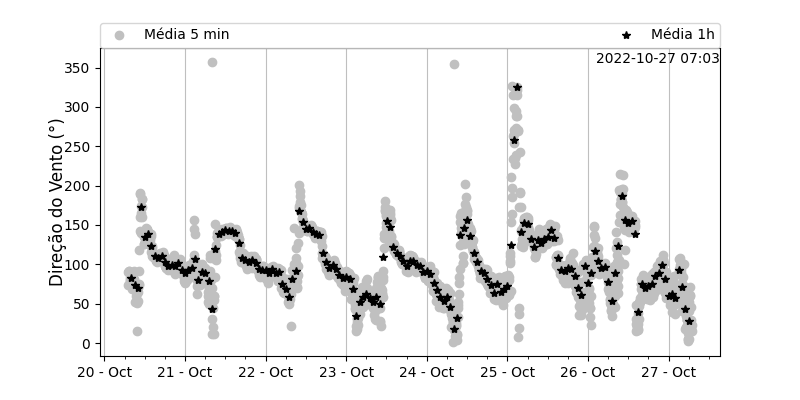 Média 5 min
Média 1h
2022-10-27 07:03
Direção do Vento (°)
350
300
250
200
150
100
50
0
20 - Oct
21 - Oct
22 - Oct
23 - Oct
24 - Oct
25 - Oct
26 - Oct
27 - Oct